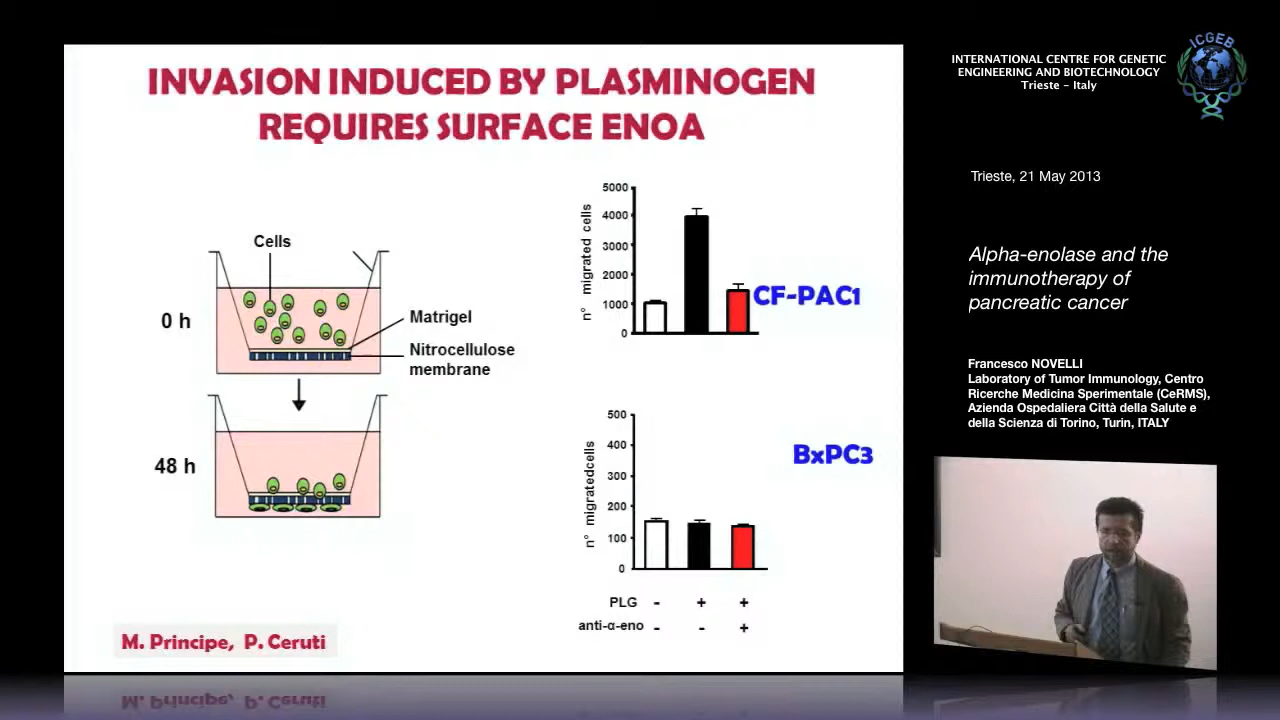 INVASION INDUCED BY PLASMINOGEN
REQUIRES SURFACE ENOA
Cells
0 h
Matrigel
Nitrocellulose
membrane
48 h
n° migrated cells
5000
4000
3000
2000
1000
0
CF-PAC1
n° migratedcells
500
400
300
200
100
0
BxPC3
PLG - + +
anti-α-eno - - +
M. Principe, P. Ceruti
INTERNATIONAL CENTRE FOR GENETIC
ENGINEERING AND BIOTECHNOLOGY
Trieste - Italy
ICGEB
Trieste, 21 May 2013
Alpha-enolase and the
immunotherapy of
pancreatic cancer
Francesco NOVELLI
Laboratory of Tumor Immunology, Centro
Ricerche Medicina Sperimentale (CeRMS),
Azienda Ospedaliera Città della Salute e
della Scienza di Torino, Turin, ITALY